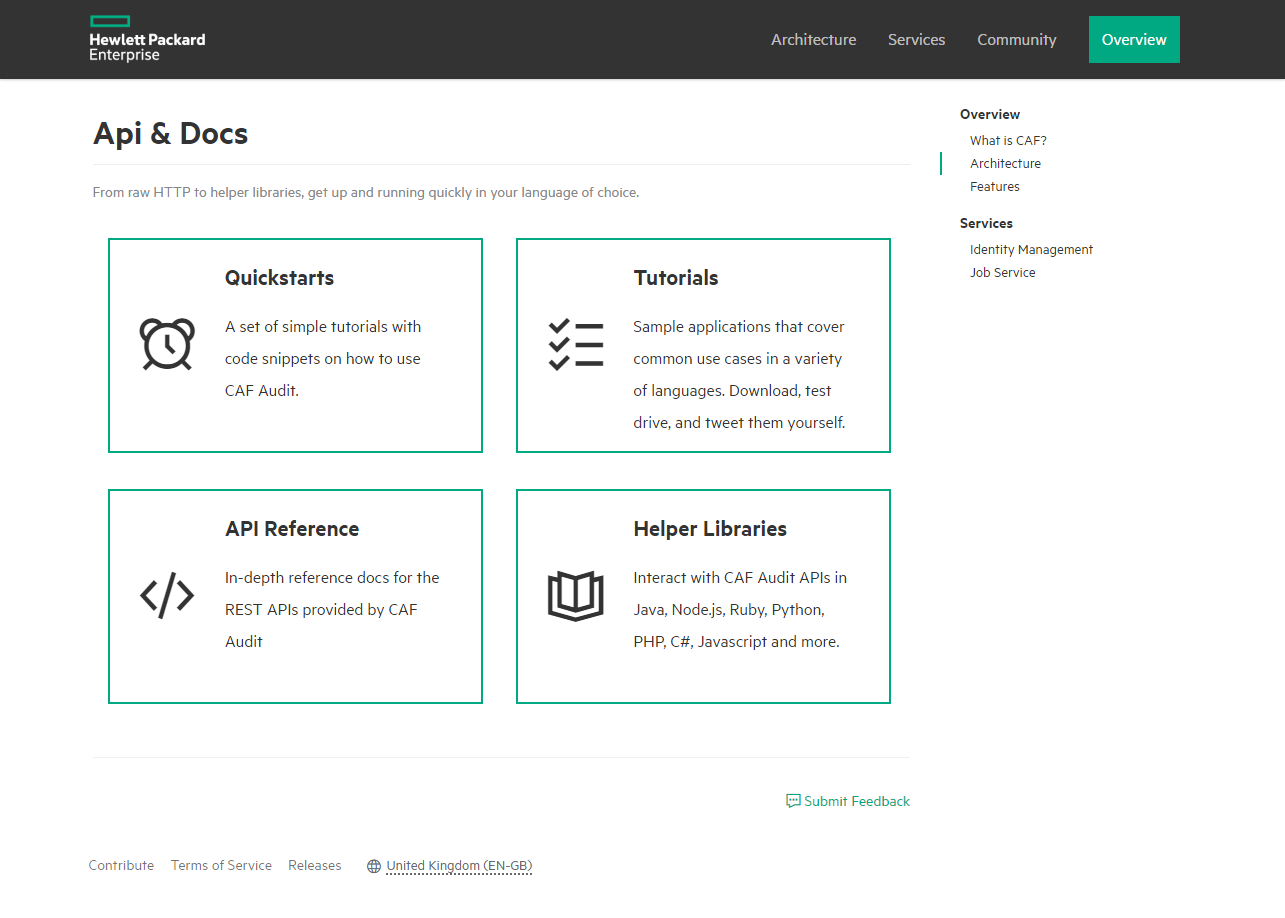 Hewlett Packard
Enterprise
Architecture Services Community Overview
Api & Docs
From raw HTTP to helper libraries, get up and running quickly in your language of choice.
Quickstarts
A set of simple tutorials with
code snippets on how to use
CAF Audit.
Tutorials
Sample applications that cover
common use cases in a variety
of languages. Download, test
drive, and tweet them yourself.
API Reference
In-depth reference docs for the
REST APIs provided by CAF
Audit
Helper Libraries
Interact with CAF Audit APIs in
Java, Node.js, Ruby, Python,
PHP, C#, Javascript and more.
Overview
What is CAF?
Architecture
Features
Services
Identity Management
Job Service
Submit Feedback
Contribute Terms of Service Releases United Kingdom (EN-GB)